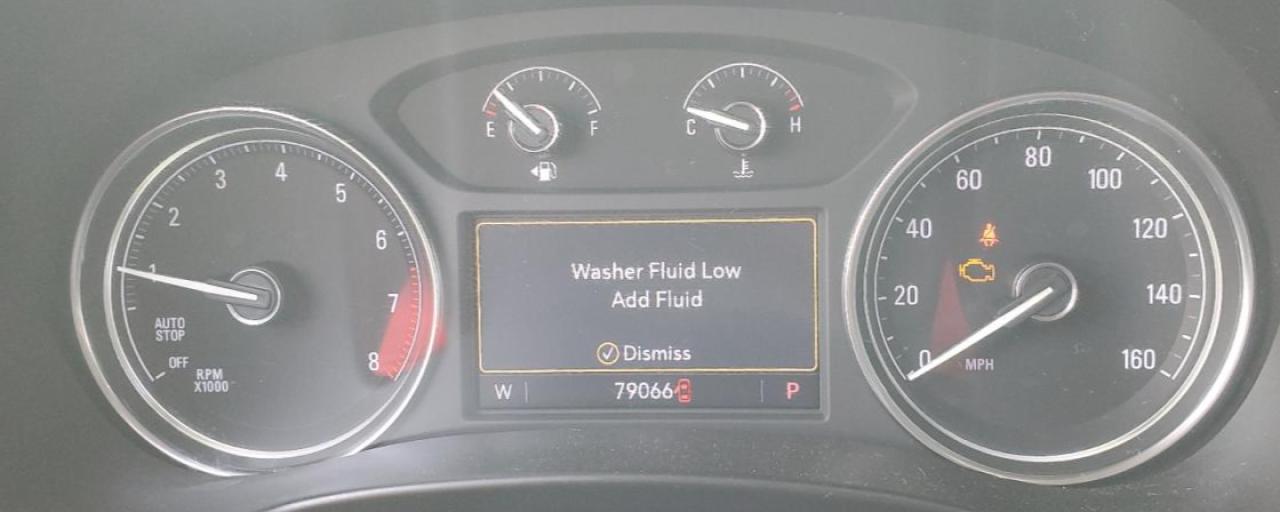 E
F
C
H
1
2
3
4
5
6
7
8
AUTO
STOP
OFF
RPM
X1000
Washer Fluid Low
Add Fluid
Dismiss
W
79066
P
0
20
40
60
80
100
120
140
160
MPH